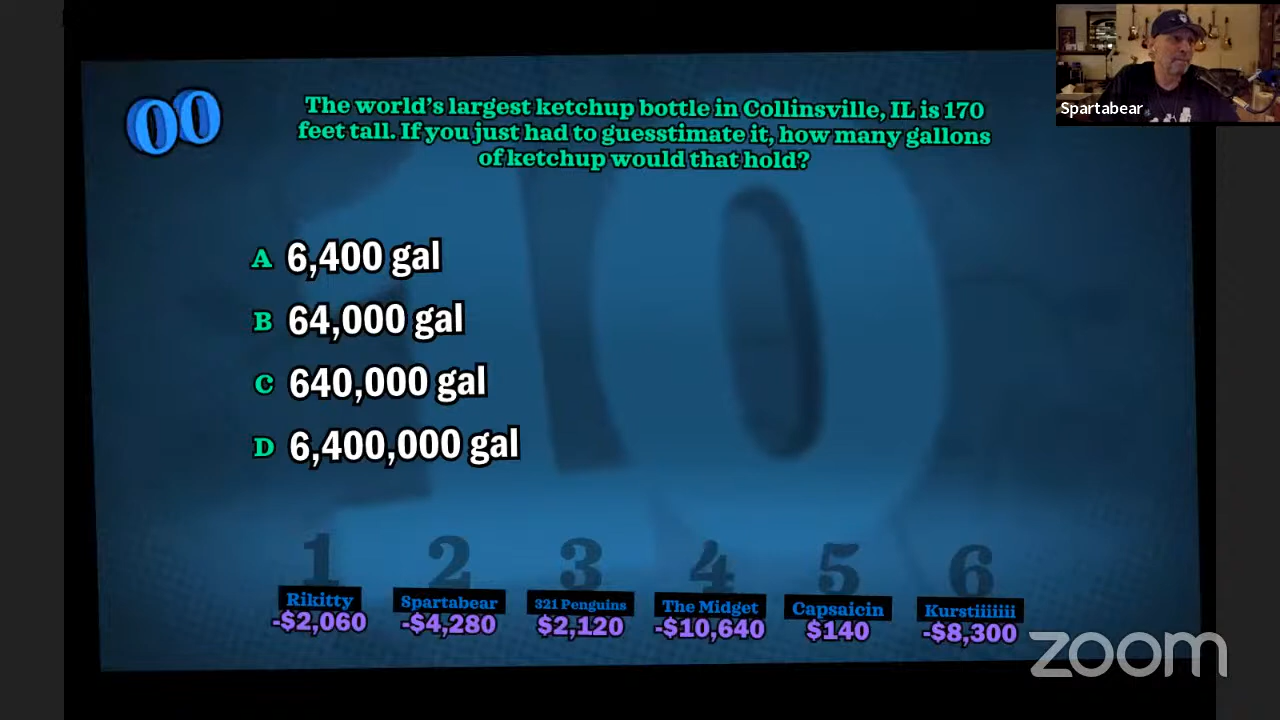 00
The world's largest ketchup bottle in Collinsville, IL is 170
feet tall. If you just had to guesstimate it, how many gallons
of ketchup would that hold?
Spartabear
A 6,400 gal
B 64,000 gal
C 640,000 gal
D 6,400,000 gal
10
1 2 3 4 5 6
Rikitty Spartabear 321 Penguins The Midget Capsaicin Kurstiiiiiii
-$2,060 -$4,280 $2,120 -$10,640 $140 -$8,300
zoom